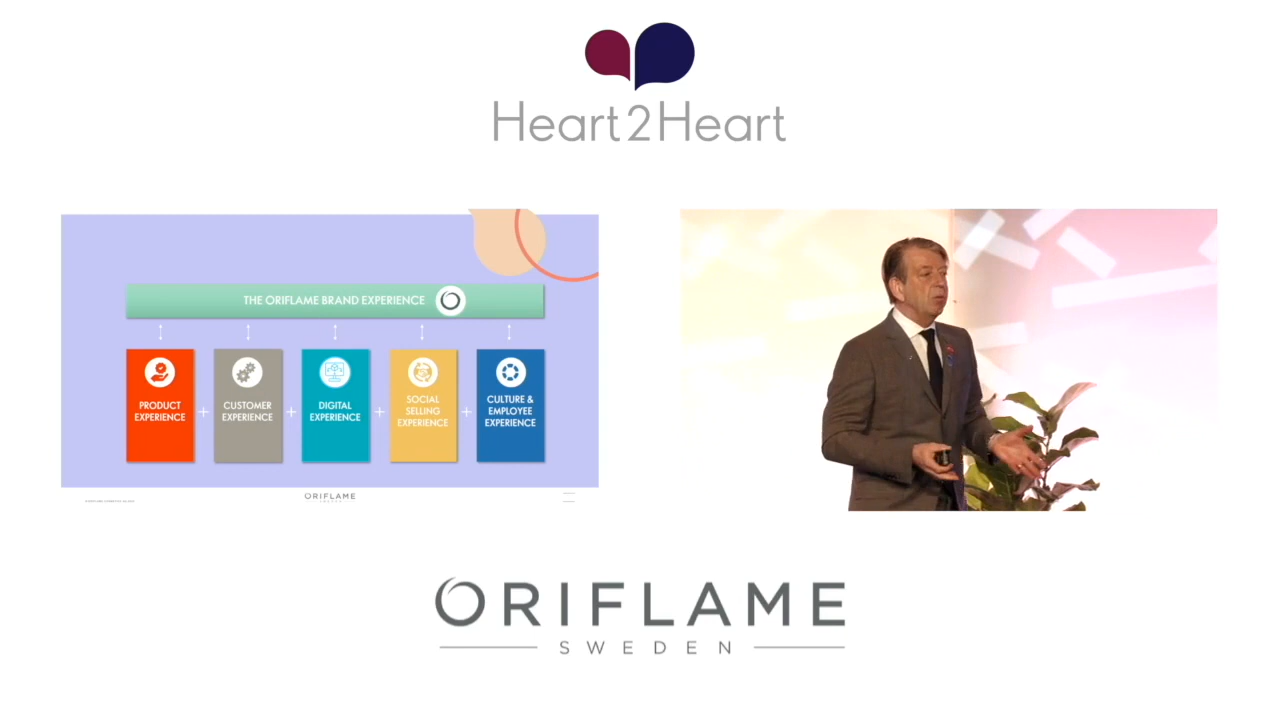 Heart2Heart
THE ORIFLAME BRAND EXPERIENCE
PRODUCT
EXPERIENCE
+
CUSTOMER
EXPERIENCE
+
DIGITAL
EXPERIENCE
+
SOCIAL
SELLING
EXPERIENCE
+
CULTURE &
EMPLOYEE
EXPERIENCE
ORIFLAME
ORIFLAME
SWEDEN